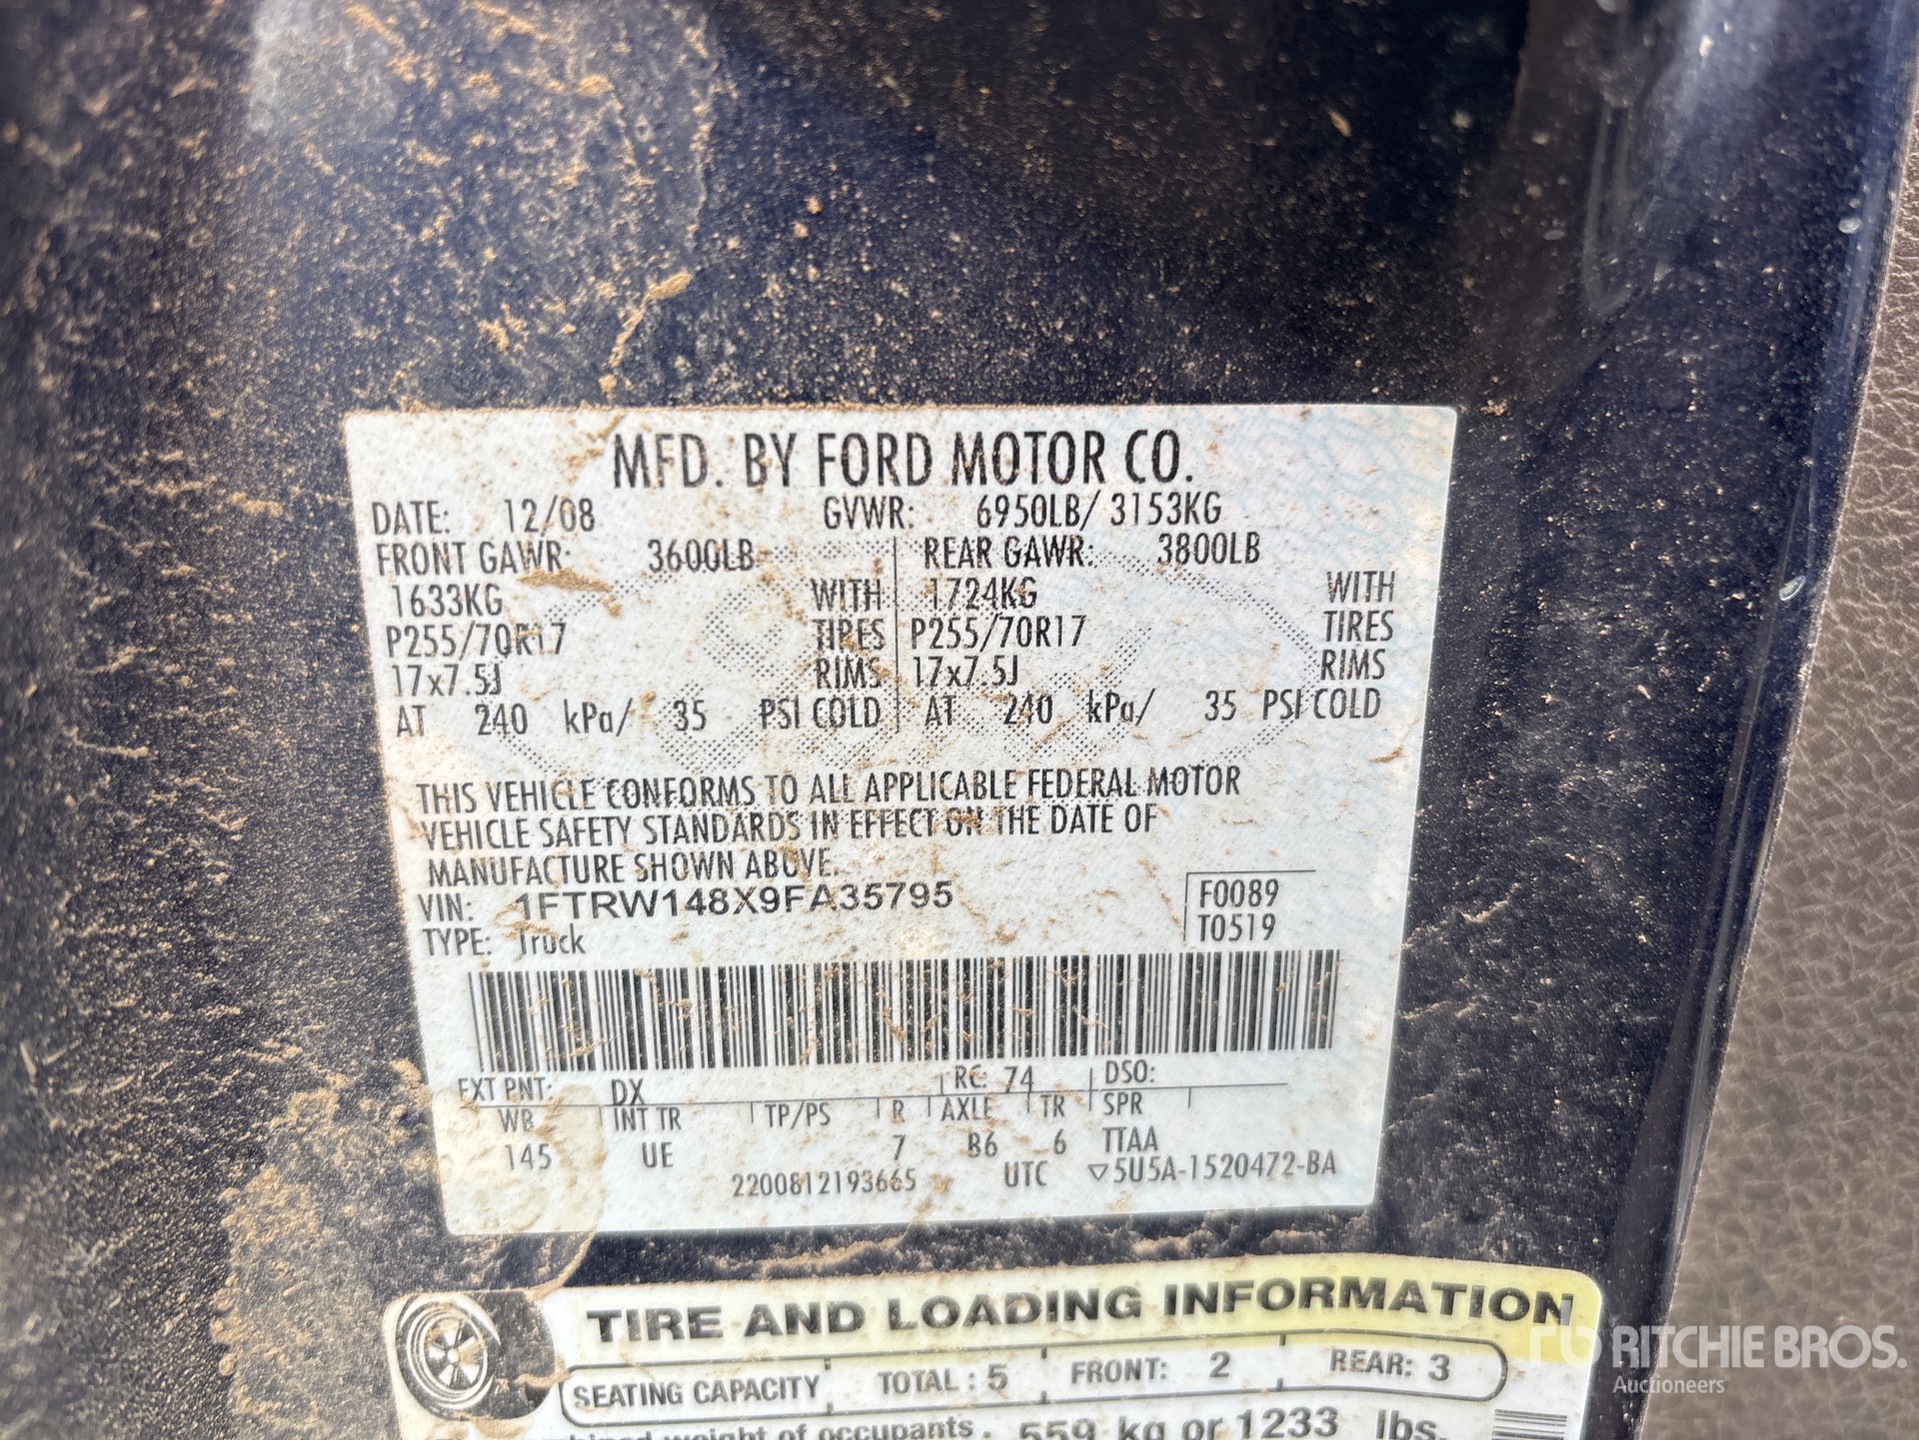 MFD. BY FORD MOTOR CO.
DATE: 12/08 GVWR: 6950LB/ 3153KG
FRONT GAWR: 3600LB REAR GAWR: 3800LB
1633KG WITH 1724KG WITH
P255/70R17 TIRES P255/70R17 TIRES
17x7.5J RIMS 17x7.5J RIMS
AT 240 kPa/ 35 PSI COLD AT 240 kPa/ 35 PSI COLD
THIS VEHICLE CONFORMS TO ALL APPLICABLE FEDERAL MOTOR
VEHICLE SAFETY STANDARDS IN EFFECT ON THE DATE OF
MANUFACTURE SHOWN ABOVE.
VIN: 1FTRW148X9FA35795 F0089
TYPE: Truck T0519
EXT PNT: DX RC: 74 DSO:
WB INT TR TP/PS R AXLE TR SPR
145 UE 7 B6 6 TTAA
2200812193665 UTC ▽5U5A-1520472-BA
TIRE AND LOADING INFORMATION
SEATING CAPACITY TOTAL : 5 FRONT: 2 REAR: 3
weight of occupants 559 kg or 1233 lbs.
rb RITCHIE BROS.
Auctioneers